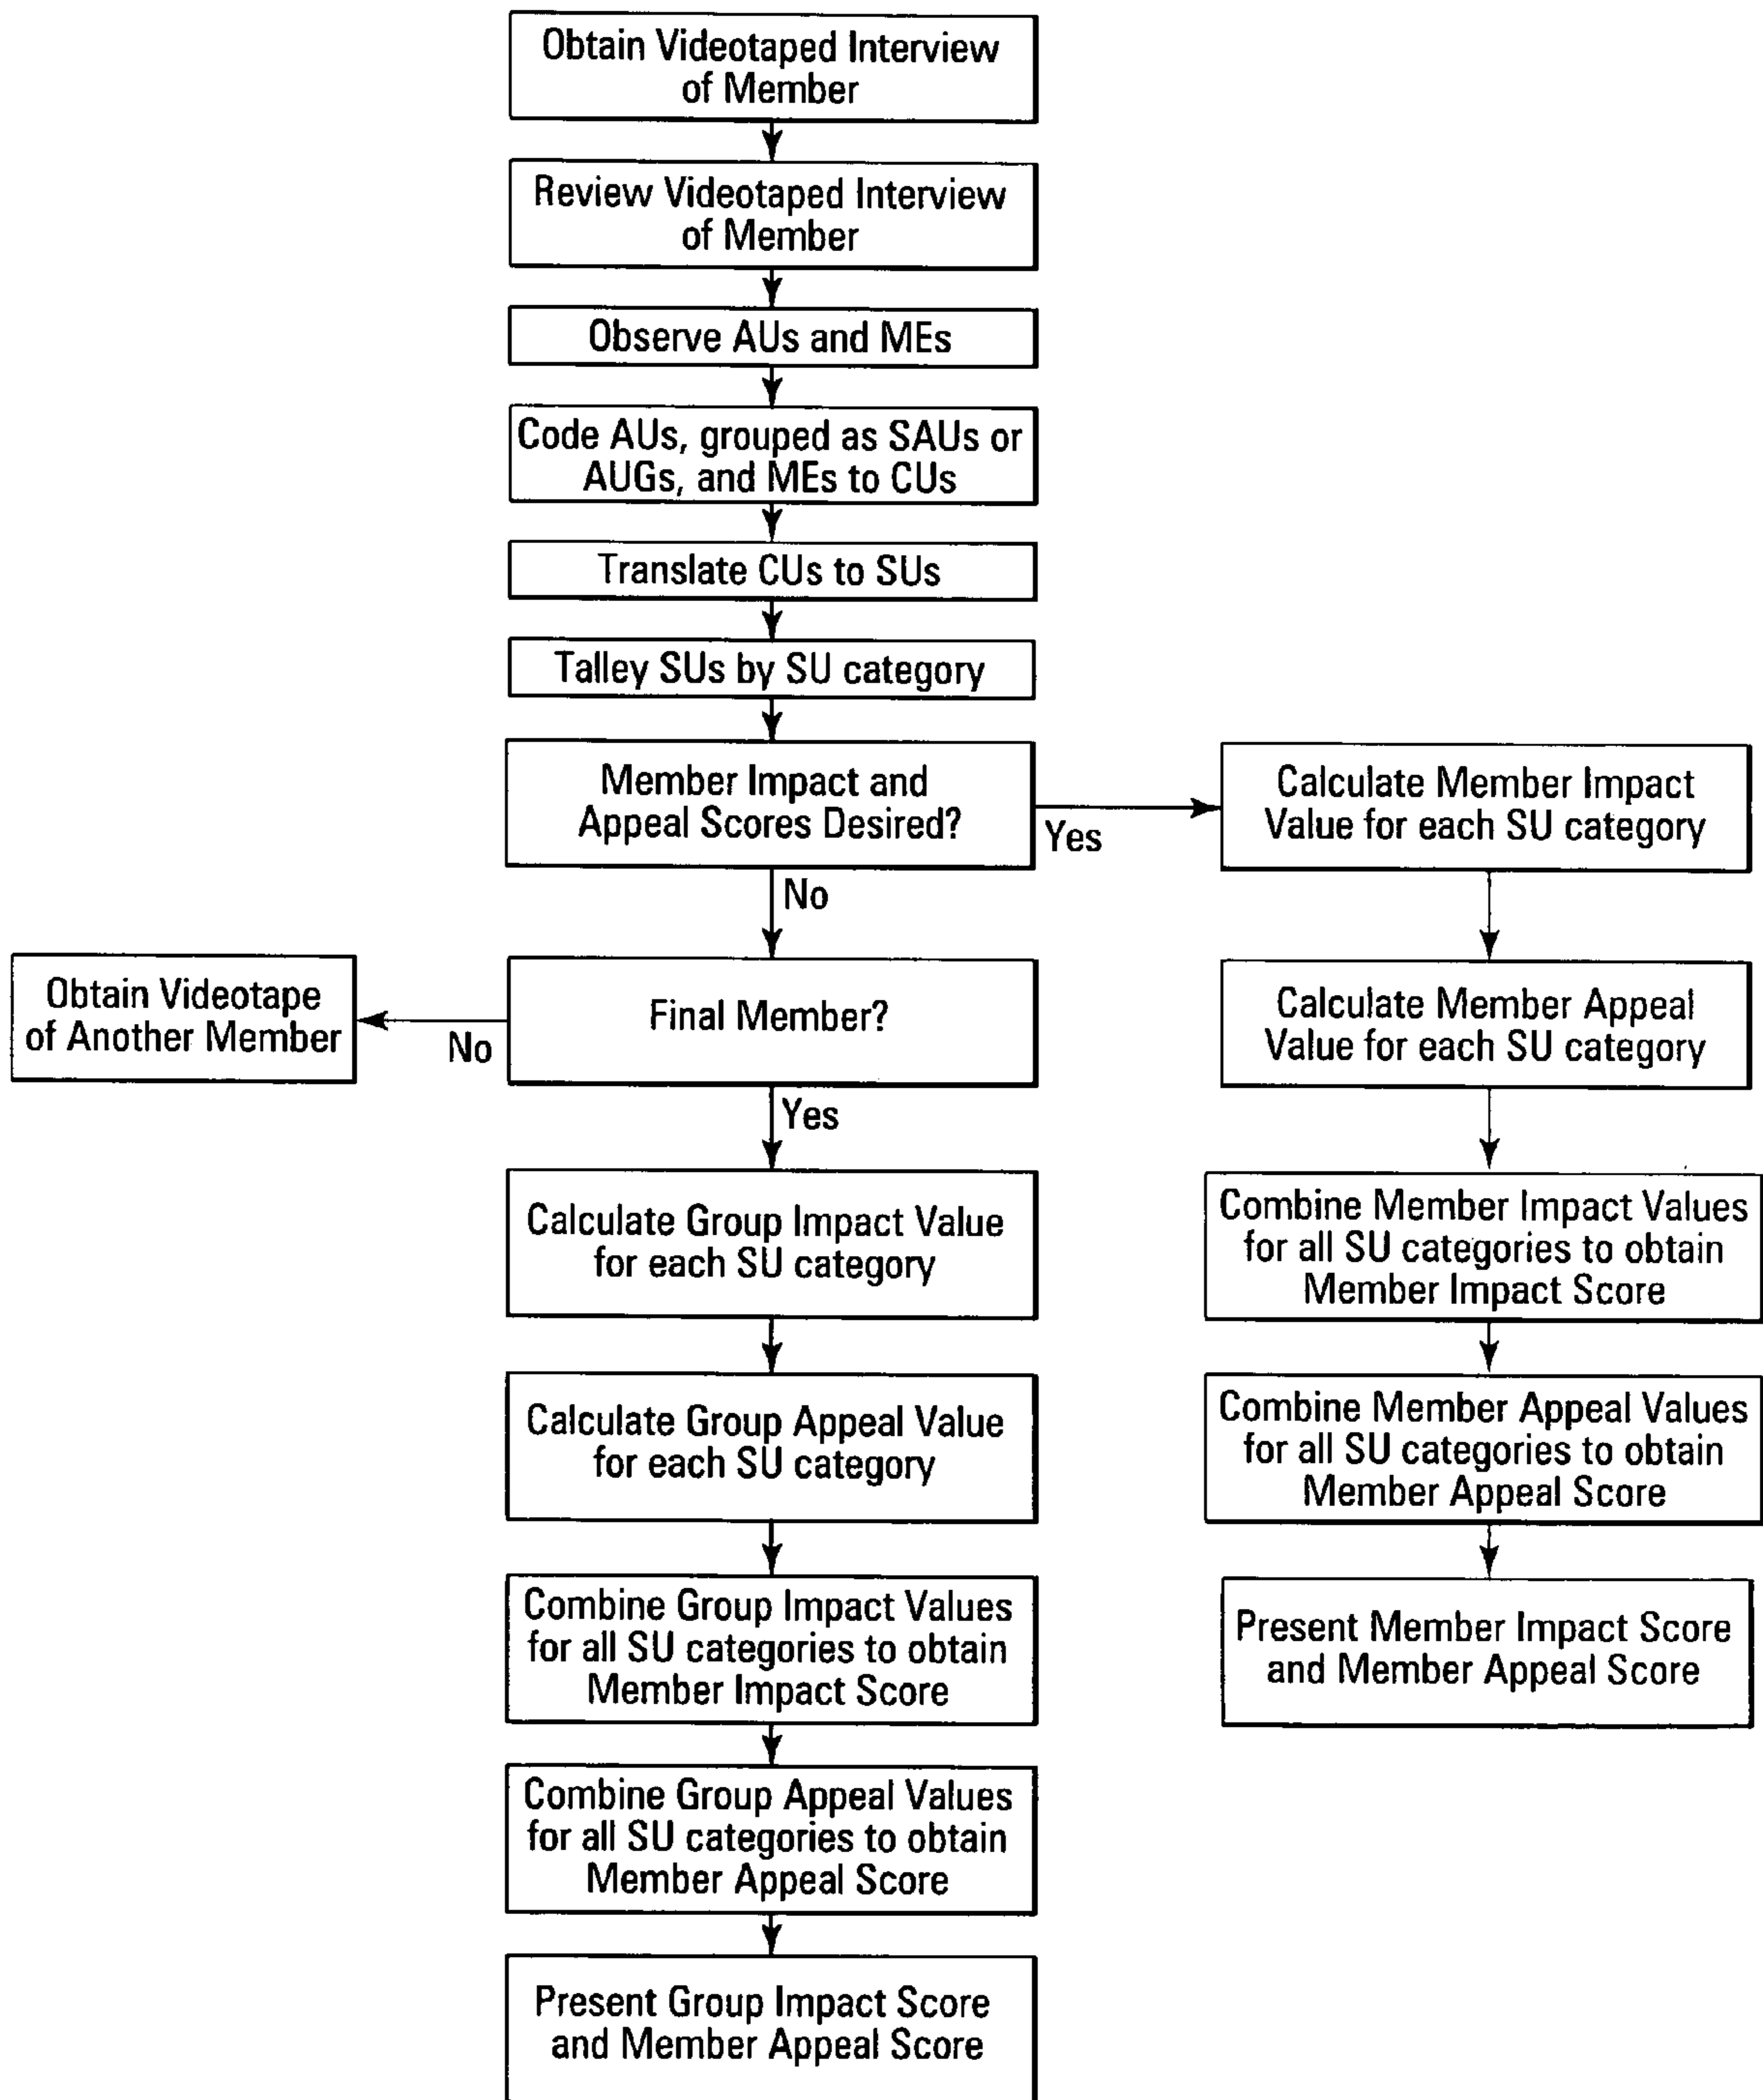 Obtain Videotaped Interview
of Member
Review Videotaped Interview
of Member
Observe AUs and MEs
Code AUs, grouped as SAUs or
AUGs, and MEs to CUs
Translate CUs to SUs
Talley SUs by SU category
Member Impact and
Appeal Scores Desired?
Yes
No
Calculate Member Impact
Value for each SU category
Obtain Videotape
of Another Member
No
Final Member?
Yes
Calculate Member Appeal
Value for each SU category
Calculate Group Impact Value
for each SU category
Combine Member Impact Values
for all SU categories to obtain
Member Impact Score
Calculate Group Appeal Value
for each SU category
Combine Member Appeal Values
for all SU categories to obtain
Member Appeal Score
Combine Group Impact Values
for all SU categories to obtain
Member Impact Score
Present Member Impact Score
and Member Appeal Score
Combine Group Appeal Values
for all SU categories to obtain
Member Appeal Score
Present Group Impact Score
and Member Appeal Score